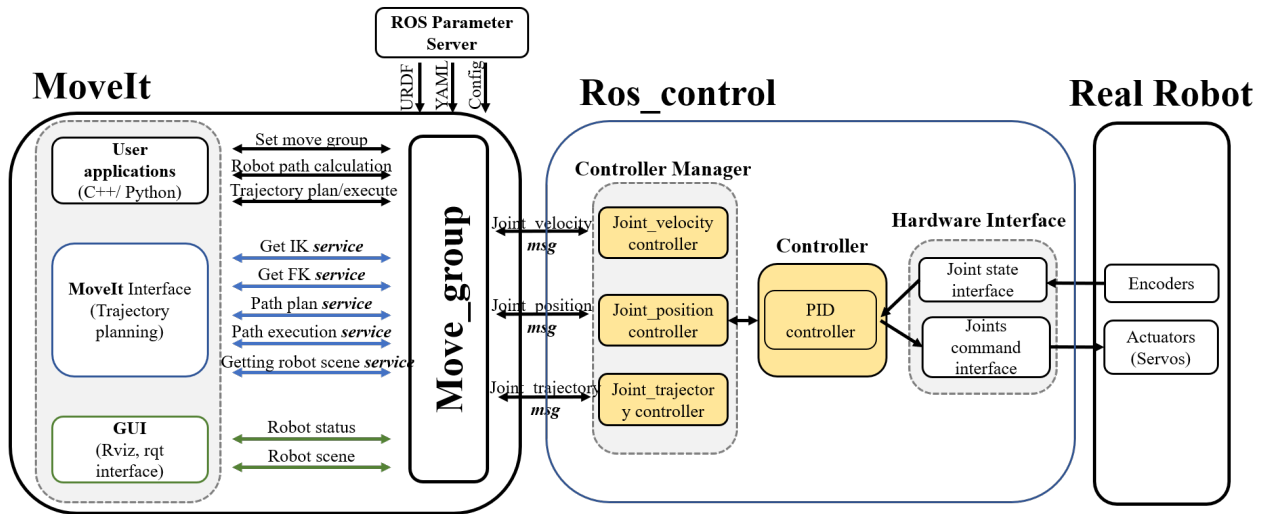 ROS Parameter
Server
URDF
YAML
Config
MoveIt
Ros_control
Real Robot
User
applications
(C++/ Python)
Set move group
Robot path calculation
Trajectory plan/execute
MoveIt Interface
(Trajectory
planning)
Get IK service
Get FK service
Path plan service
Path execution service
Getting robot scene service
GUI
(Rviz, rqt
interface)
Robot status
Robot scene
Move_group
Joint_velocity
msg
Joint_position
msg
Joint_trajectory
msg
Controller Manager
Joint_velocity
controller
Joint_position
controller
Joint_trajector
y controller
Controller
PID
controller
Hardware Interface
Joint state
interface
Joints
command
interface
Encoders
Actuators
(Servos)